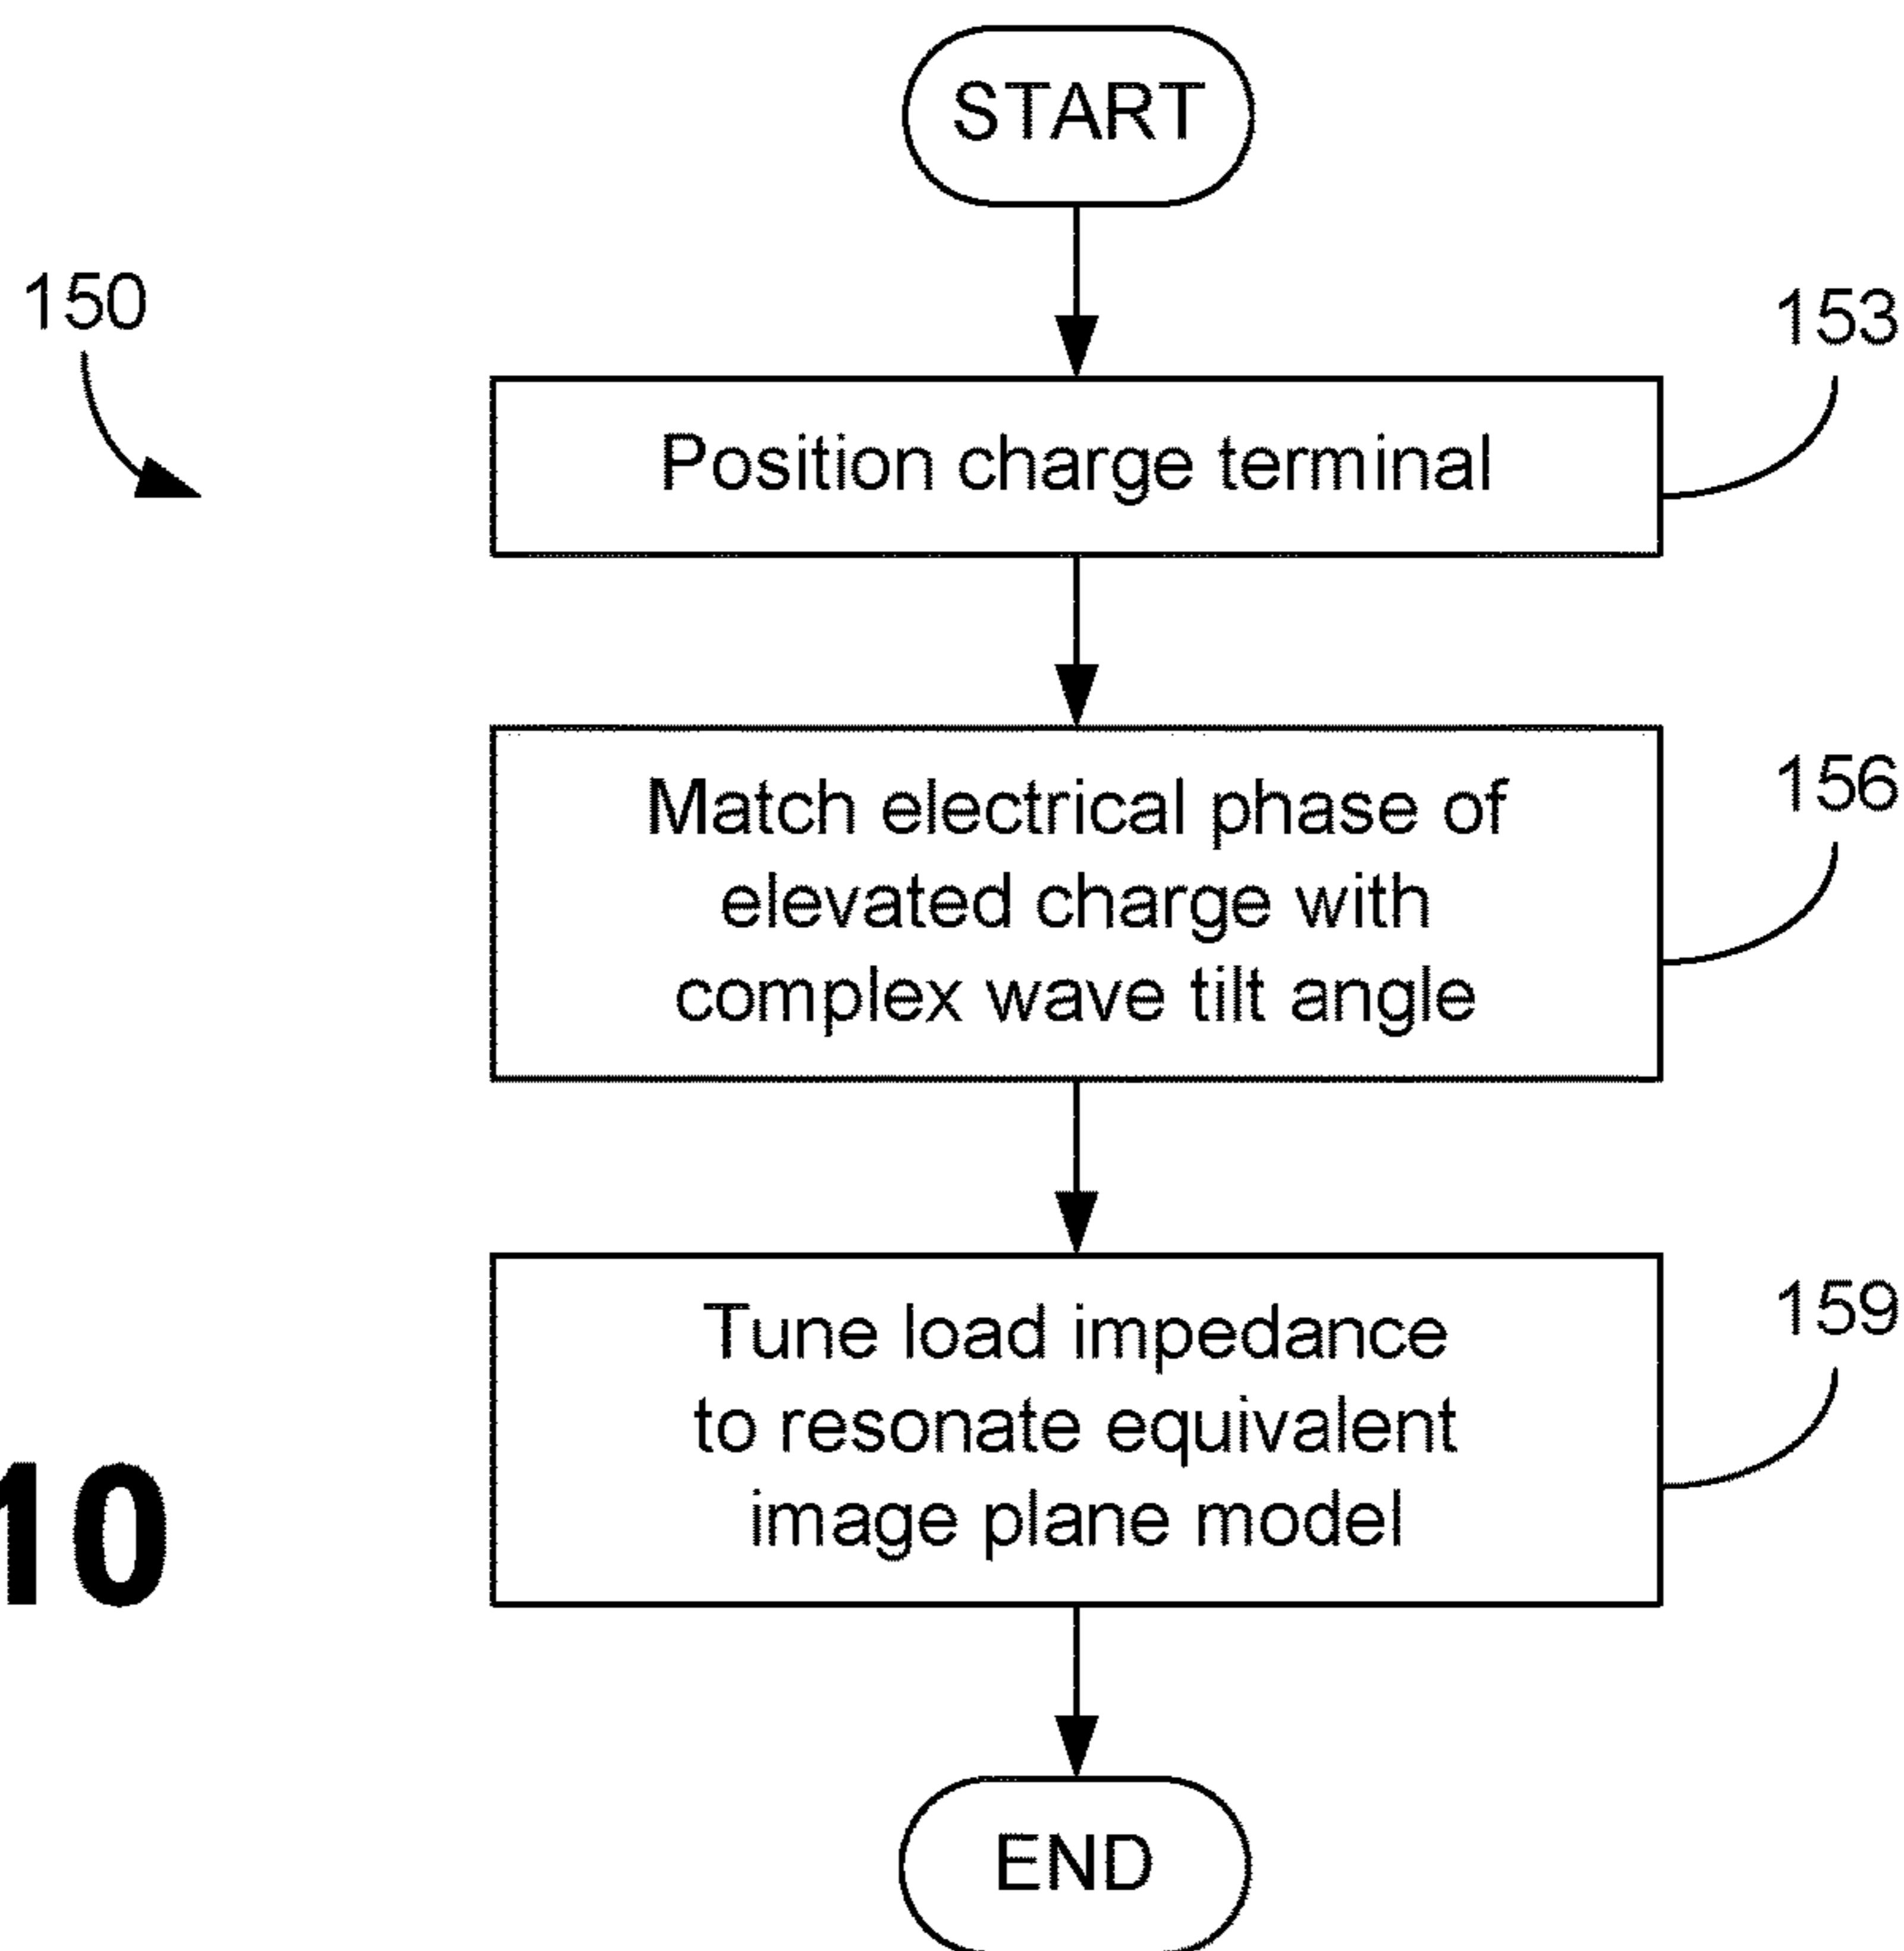 START
150
153
Position charge terminal
156
Match electrical phase of
elevated charge with
complex wave tilt angle
159
Tune load impedance
to resonate equivalent
image plane model
10
END